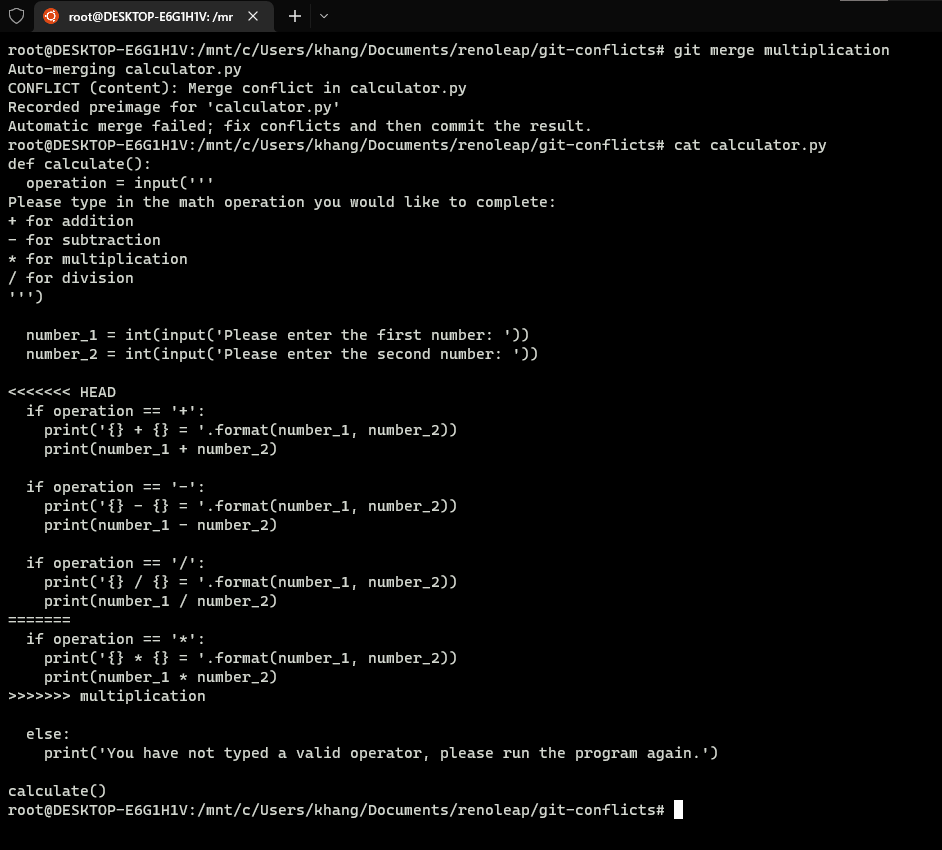 root@DESKTOP-E6G1H1V: /mr
root@DESKTOP-E6G1H1V:/mnt/c/Users/khang/Documents/renoleap/git-conflicts# git merge multiplication
Auto-merging calculator.py
CONFLICT (content): Merge conflict in calculator.py
Recorded preimage for 'calculator.py'
Automatic merge failed; fix conflicts and then commit the result.
root@DESKTOP-E6G1H1V:/mnt/c/Users/khang/Documents/renoleap/git-conflicts# cat calculator.py
def calculate():
  operation = input('''
Please type in the math operation you would like to complete:
+ for addition
- for subtraction
* for multiplication
/ for division
''')

  number_1 = int(input('Please enter the first number: '))
  number_2 = int(input('Please enter the second number: '))

<<<<<<< HEAD
  if operation == '+':
    print('{} + {} = '.format(number_1, number_2))
    print(number_1 + number_2)

  if operation == '-':
    print('{} - {} = '.format(number_1, number_2))
    print(number_1 - number_2)

  if operation == '/':
    print('{} / {} = '.format(number_1, number_2))
    print(number_1 / number_2)
=======
  if operation == '*':
    print('{} * {} = '.format(number_1, number_2))
    print(number_1 * number_2)
>>>>>>> multiplication

  else:
    print('You have not typed a valid operator, please run the program again.')

calculate()
root@DESKTOP-E6G1H1V:/mnt/c/Users/khang/Documents/renoleap/git-conflicts#